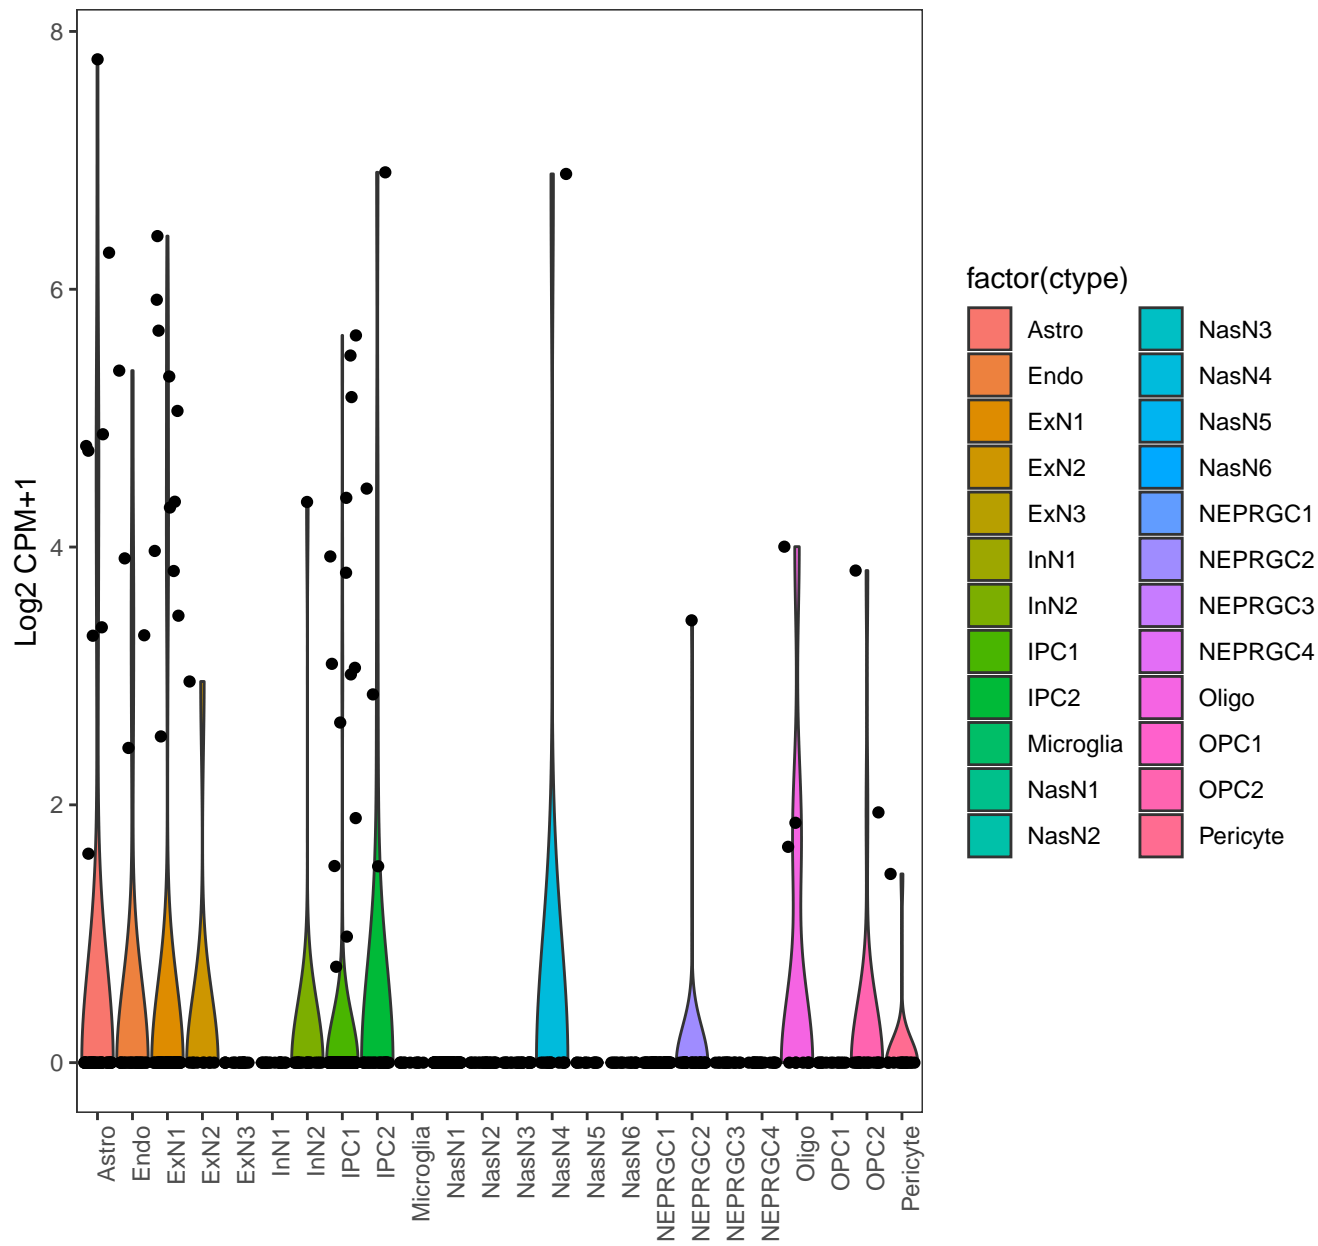 8
6
4
2
0
Log2 CPM+1
Astro
Endo
ExN1
ExN2
ExN3
InN1
InN2
IPC1
IPC2
Microglia
NasN1
NasN2
NasN3
NasN4
NasN5
NasN6
NEPRGC1
NEPRGC2
NEPRGC3
NEPRGC4
Oligo
OPC1
OPC2
Pericyte
factor(ctype)
Astro
Endo
ExN1
ExN2
ExN3
InN1
InN2
IPC1
IPC2
Microglia
NasN1
NasN2
NasN3
NasN4
NasN5
NasN6
NEPRGC1
NEPRGC2
NEPRGC3
NEPRGC4
Oligo
OPC1
OPC2
Pericyte